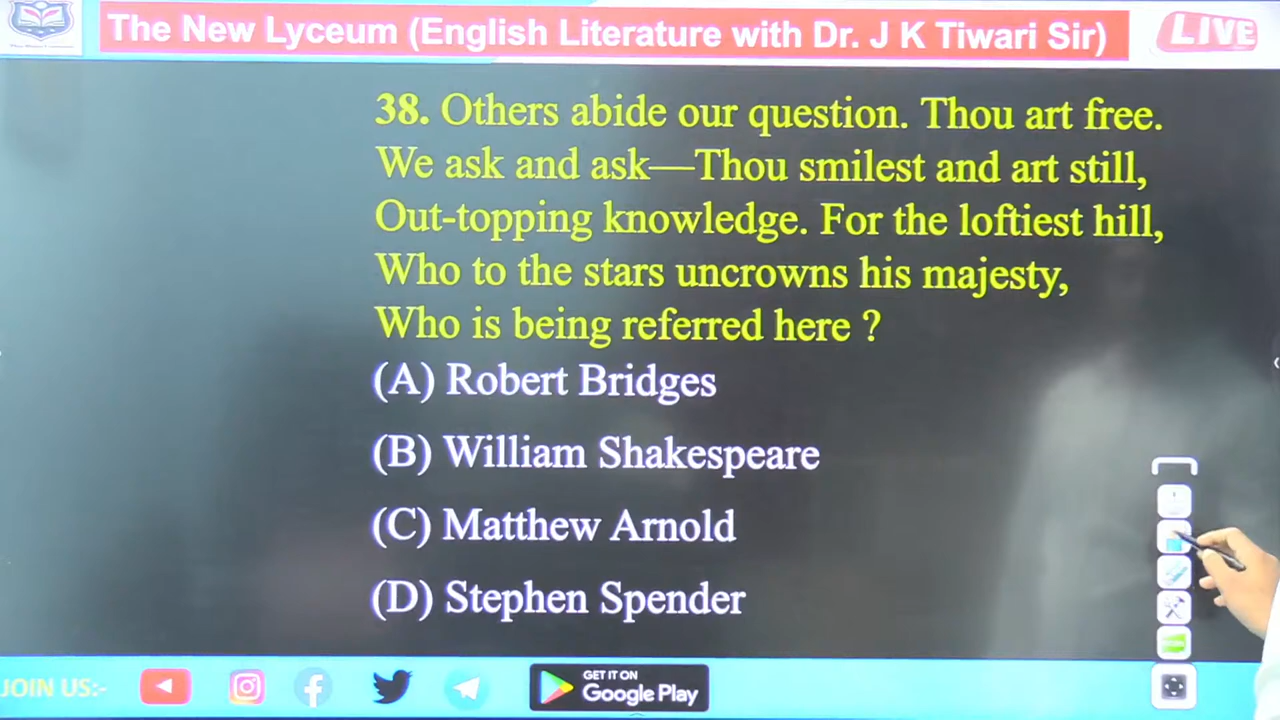 The New Lyceum (English Literature with Dr. J K Tiwari Sir)
LIVE
38. Others abide our question. Thou art free.
We ask and ask—Thou smilest and art still,
Out-topping knowledge. For the loftiest hill,
Who to the stars uncrowns his majesty,
Who is being referred here ?
(A) Robert Bridges
(B) William Shakespeare
(C) Matthew Arnold
(D) Stephen Spender
JOIN US:-
GET IT ON
Google Play